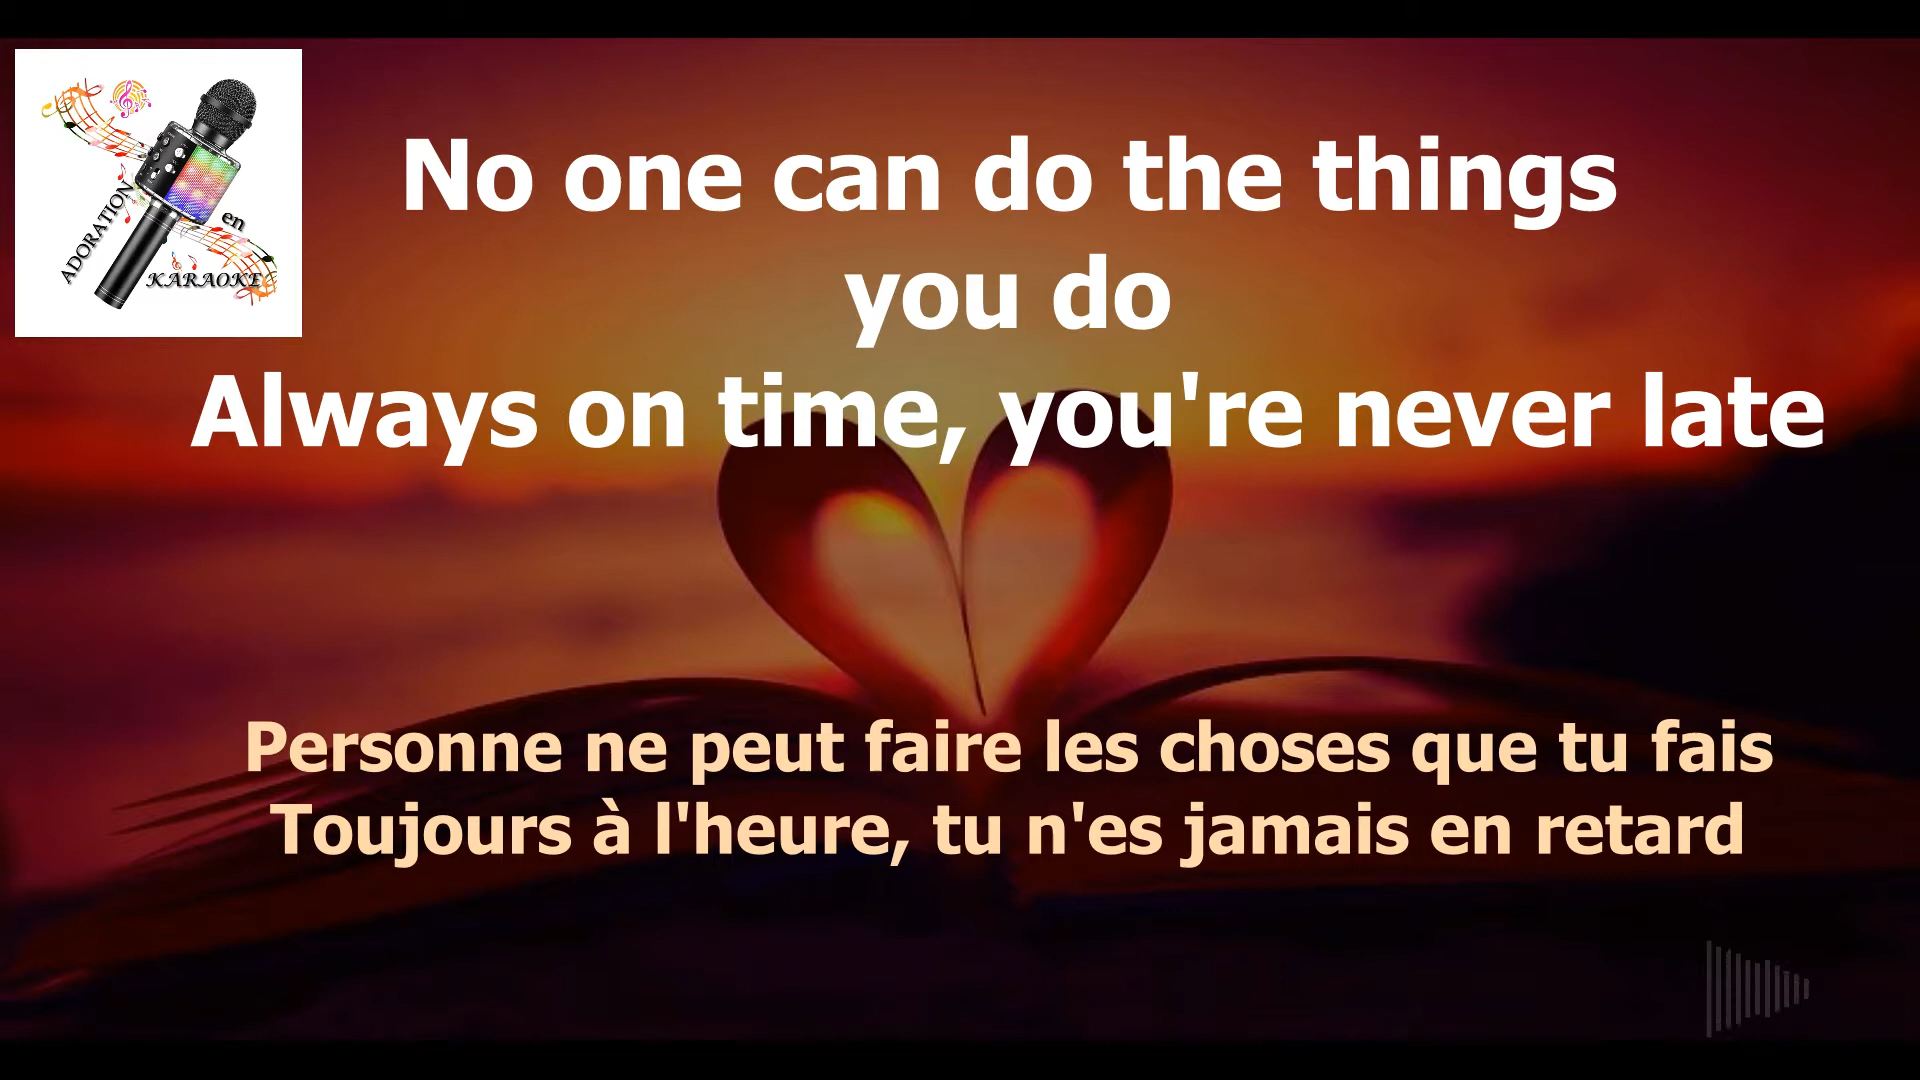 ADORATION
en
KARAOKE
No one can do the things
you do
Always on time, you're never late
Personne ne peut faire les choses que tu fais
Toujours à l'heure, tu n'es jamais en retard